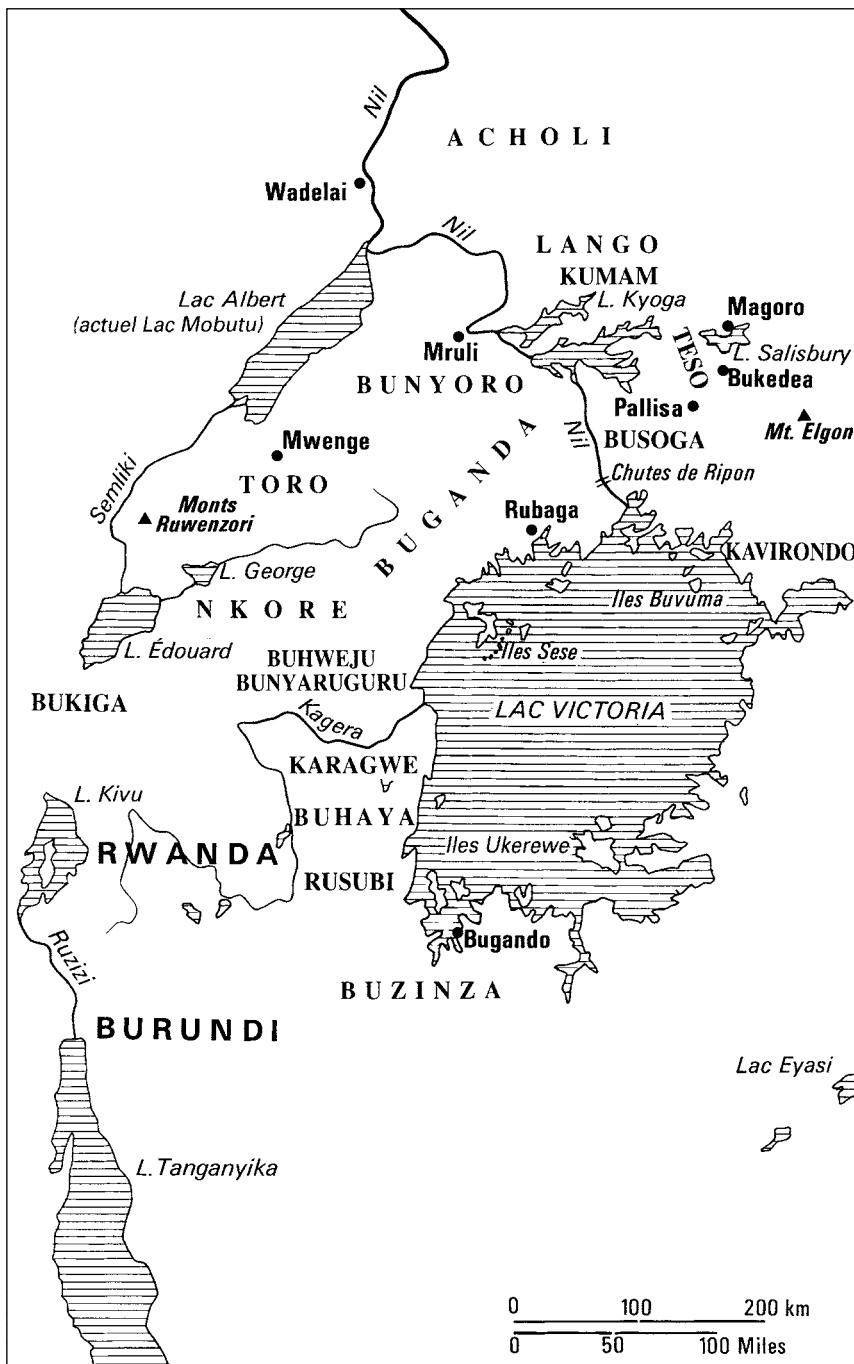 Nil
ACHOLI
Wadelai
Nil
LANGO
KUMAM
Lac Albert
(actuel Lac Mobutu)
L. Kyoga
Magoro
Mruli
TESO
L. Salisbury
BUNYORO
Bukedea
Pallisa
Mt. Elgon
BUSOGA
Mwenge
Nil
TORO
Chutes de Ripon
Semliki
BUGANDA
Monts
Ruwenzori
Rubaga
KAVIRONDO
L. George
NKORE
Iles Buvuma
L. Édouard
Iles Sese
BUHWEJU
BUNYARUGURU
BUKIGA
LAC VICTORIA
Kagera
KARAGWE
L. Kivu
BUHAYA
RWANDA
Iles Ukerewe
RUSUBI
Bugando
Ruzizi
BUZINZA
BURUNDI
Lac Eyasi
L. Tanganyika
0 100 200 km
0 50 100 Miles